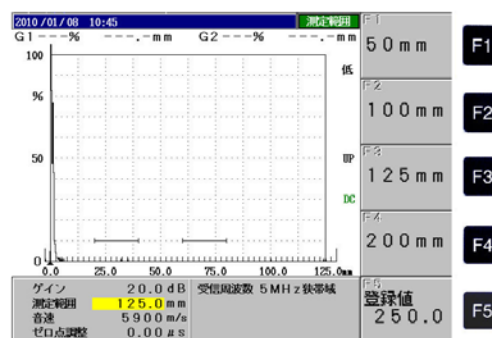 2010/01/08 10:45 測定範囲
G1 ---% ---.-mm G2 ---% ---.-mm
100
%
50
0
低
UP
DC
0.0 25.0 50.0 75.0 100.0 125.0mm
ゲイン 20.0dB 受信周波数 5MHz狭帯域
測定範囲 125.0mm
音速 5900m/s
ゼロ点調整 0.00μs
F1
50mm
F1
F2
100mm
F2
F3
125mm
F3
F4
200mm
F4
F5
登録値
250.0
F5